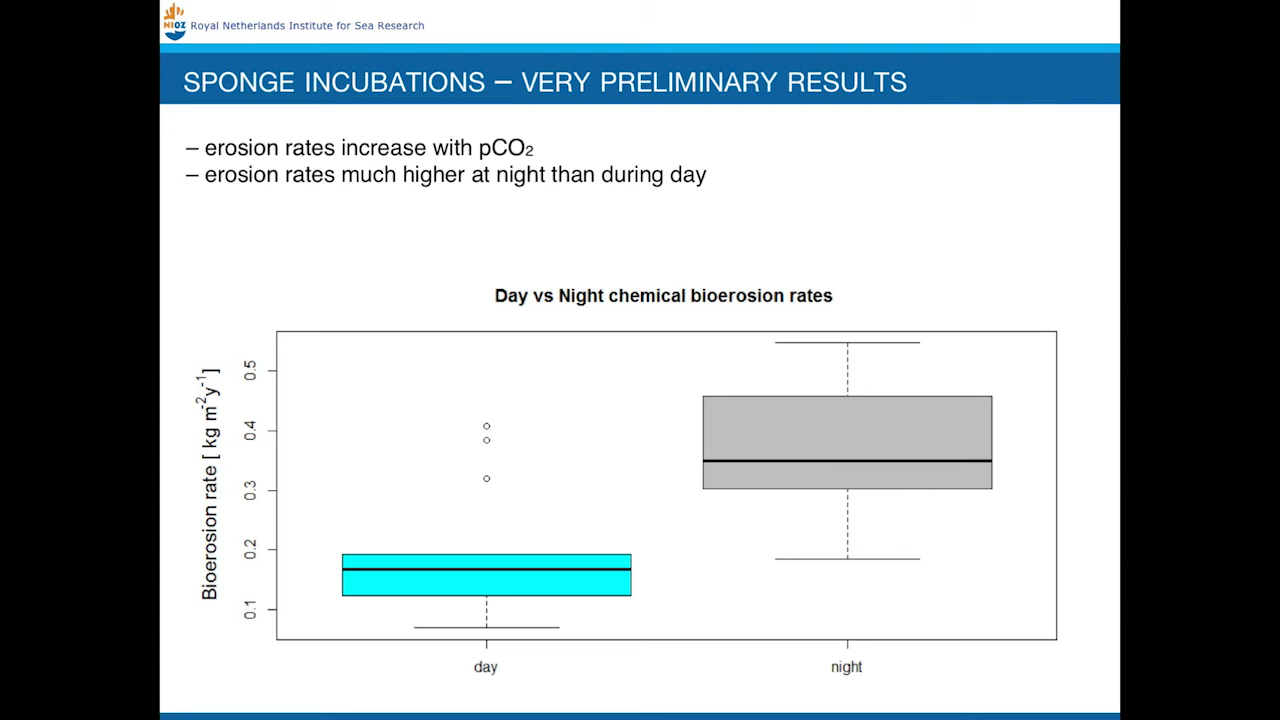 NIOZ
Royal Netherlands Institute for Sea Research
SPONGE INCUBATIONS – VERY PRELIMINARY RESULTS
– erosion rates increase with pCO₂
– erosion rates much higher at night than during day
Day vs Night chemical bioerosion rates
Bioerosion rate [ kg m⁻²y⁻¹]
0.5
0.4
0.3
0.2
0.1
day
night